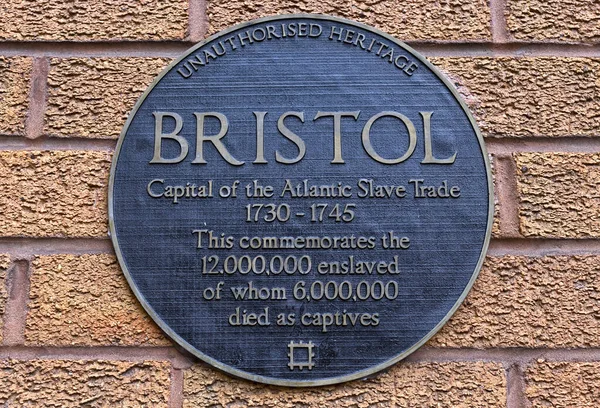 UNAUTHORISED HERITAGE
BRISTOL
Capital of the Atlantic Slave Trade
1730 - 1745
This commemorates the
12,000,000 enslaved
of whom 6,000,000
died as captives